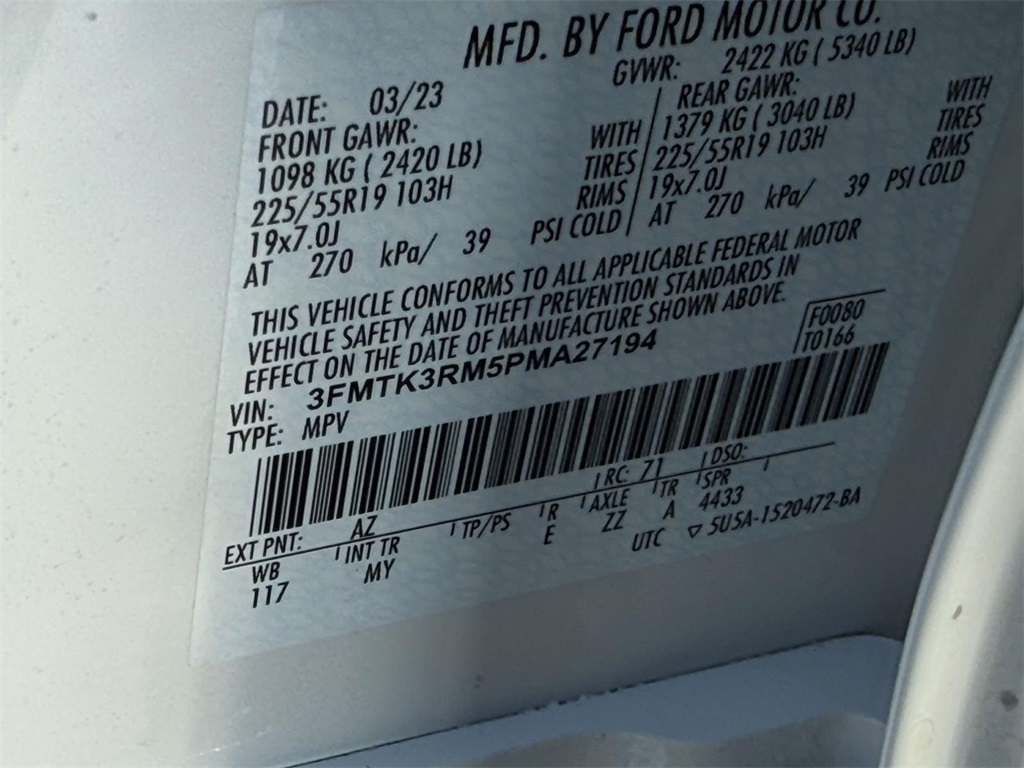 MFD. BY FORD MOTOR CO.
DATE: 03/23 GVWR: 2422 KG ( 5340 LB)
FRONT GAWR: REAR GAWR:
1098 KG ( 2420 LB) WITH 1379 KG ( 3040 LB) WITH
225/55R19 103H TIRES 225/55R19 103H TIRES
19x7.0J RIMS 19x7.0J RIMS
AT 270 kPa/ 39 PSI COLD AT 270 kPa/ 39 PSI COLD
THIS VEHICLE CONFORMS TO ALL APPLICABLE FEDERAL MOTOR
VEHICLE SAFETY AND THEFT PREVENTION STANDARDS IN
EFFECT ON THE DATE OF MANUFACTURE SHOWN ABOVE.
VIN: 3FMTK3RM5PMA27194 F0080
TYPE: MPV T0166
EXT PNT: AZ RC: 71 DSO:
WB INT TR TP/PS R AXLE TR SPR
117 MY E ZZ A 4433
UTC ▽ 5U5A-1520472-BA